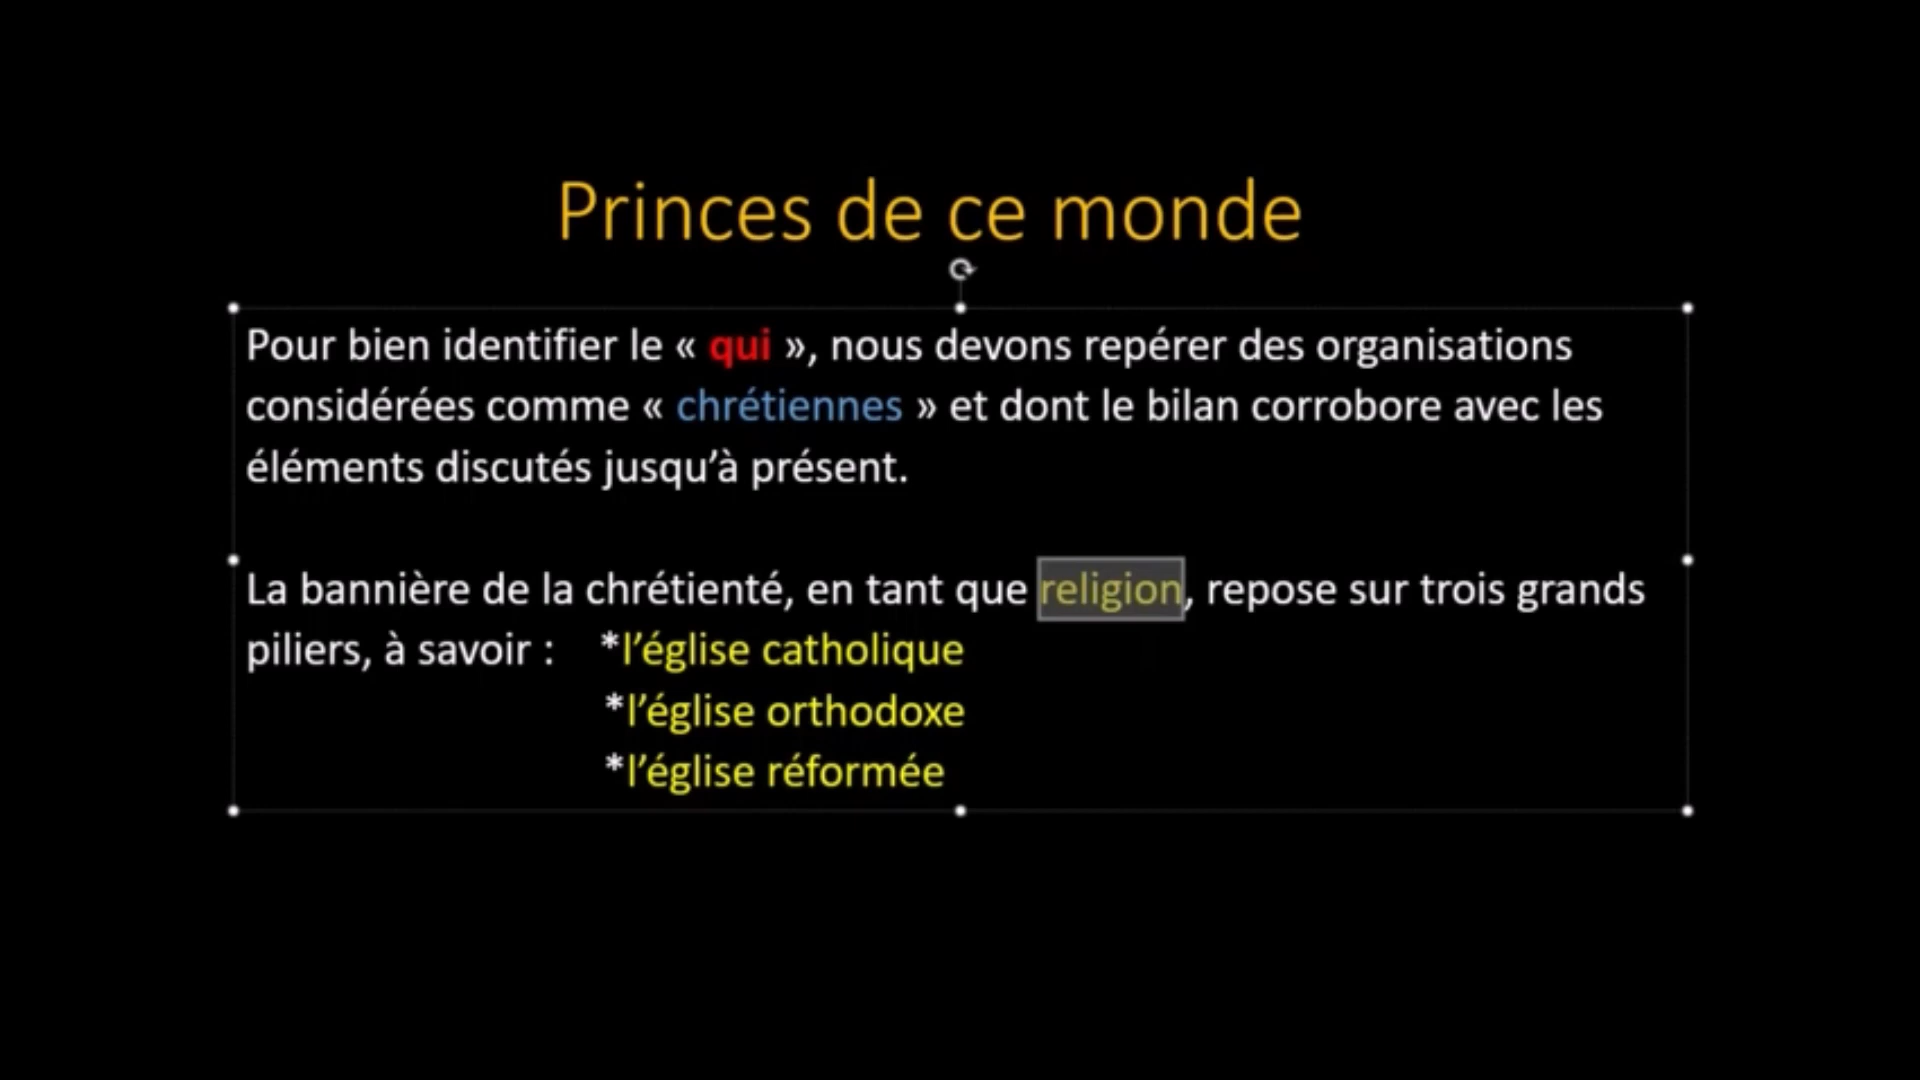 Princes de ce monde
Pour bien identifier le « qui », nous devons repérer des organisations
considérées comme « chrétiennes » et dont le bilan corrobore avec les
éléments discutés jusqu’à présent.
La bannière de la chrétienté, en tant que religion, repose sur trois grands
piliers, à savoir : *l’église catholique
*l’église orthodoxe
*l’église réformée